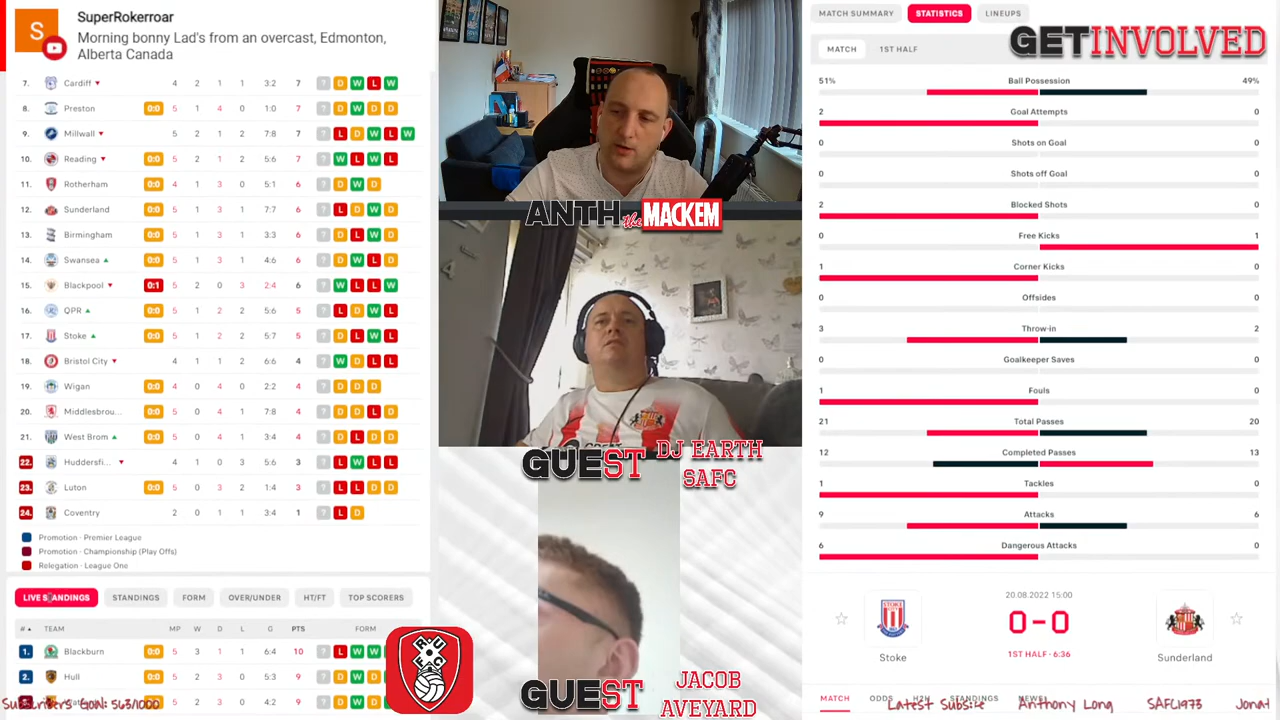 SuperRokerroar
Morning bonny Lad's from an overcast, Edmonton,
Alberta Canada
7. Cardiff 4 2 1 1 3:2 7 ? D W L W
8. Preston 0:0 5 1 4 0 1:0 7 ? D W D D
9. Millwall 5 2 1 2 7:8 7 ? L D W L W
10. Reading 0:0 5 2 1 2 5:6 7 ? W L W L
11. Rotherham 0:0 4 1 3 0 5:1 6 ? D W D
12. Sunderland 0:0 5 1 3 1 7:7 6 ? L D W D
13. Birmingham 0:0 5 1 3 1 3:3 6 ? D L W D
14. Swansea 0:0 5 1 3 1 4:6 6 ? D W L D
15. Blackpool 0:1 5 2 0 3 2:4 6 ? W L L W
16. QPR 0:0 5 1 2 2 5:6 5 ? L D W L
17. Stoke 0:0 5 1 2 2 5:7 5 ? D L W L
18. Bristol City 4 1 1 2 6:6 4 ? W D L L
19. Wigan 0:0 4 0 4 0 2:2 4 ? D D D
20. Middlesbrou... 0:0 5 0 4 1 7:8 4 ? D D L D
21. West Brom 0:0 5 0 4 1 3:4 4 ? D L D D
22. Huddersfi... 4 1 0 3 5:6 3 ? L W L L
23. Luton 0:0 5 0 3 2 1:4 3 ? L L D D
24. Coventry 2 0 1 1 3:4 1 ? L D
Promotion - Premier League
Promotion - Championship (Play Offs)
Relegation - League One
LIVE STANDINGS STANDINGS FORM OVER/UNDER HT/FT TOP SCORERS
# TEAM MP W D L G PTS FORM
1. Blackburn 0:0 5 3 1 1 6:4 10 ? L W W
2. Hull 0:0 5 2 3 0 5:3 9 ? D W D
Subscribers Goal: 563/1000
ANTH the MACKEM
GUEST DJ EARTH
SAFC
GUEST JACOB
AVEYARD
MATCH SUMMARY STATISTICS LINEUPS
GET INVOLVED
MATCH 1ST HALF
51% Ball Possession 49%
2 Goal Attempts 0
0 Shots on Goal 0
0 Shots off Goal 0
2 Blocked Shots 0
0 Free Kicks 1
1 Corner Kicks 0
0 Offsides 0
3 Throw-in 2
0 Goalkeeper Saves 0
1 Fouls 0
21 Total Passes 20
12 Completed Passes 13
1 Tackles 0
9 Attacks 6
6 Dangerous Attacks 0
20.08.2022 15:00
0-0
1ST HALF - 6:36
Stoke Sunderland
MATCH ODDS H2H STANDINGS NEWS
Latest Subs: Anthony Long SAFC1973